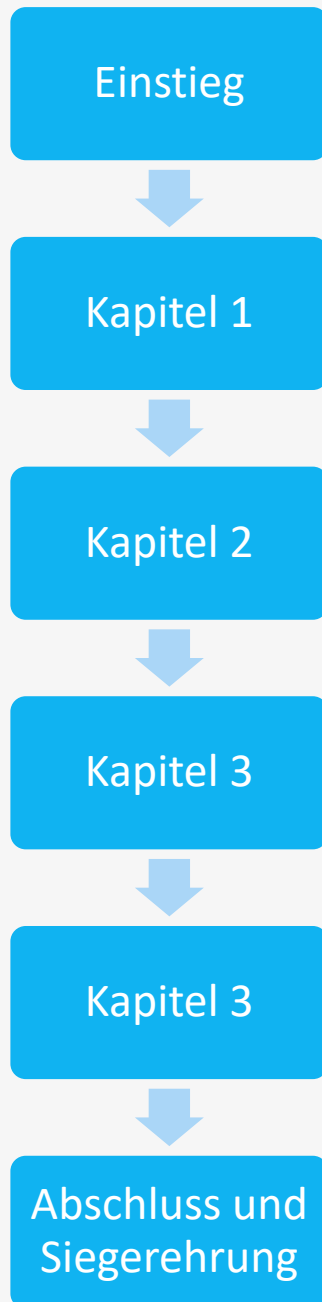 Einstieg
Kapitel 1
Kapitel 2
Kapitel 3
Kapitel 3
Abschluss und
Siegerehrung